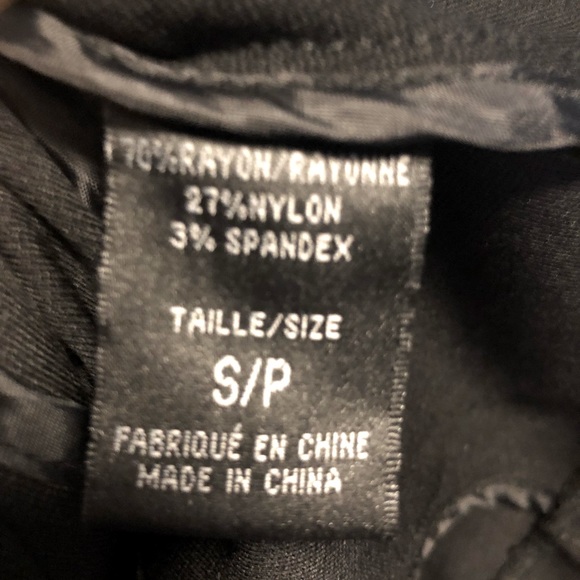 70% RAYON/RAYONNE
27% NYLON
3% SPANDEX
TAILLE/SIZE
S/P
FABRIQUÉ EN CHINE
MADE IN CHINA